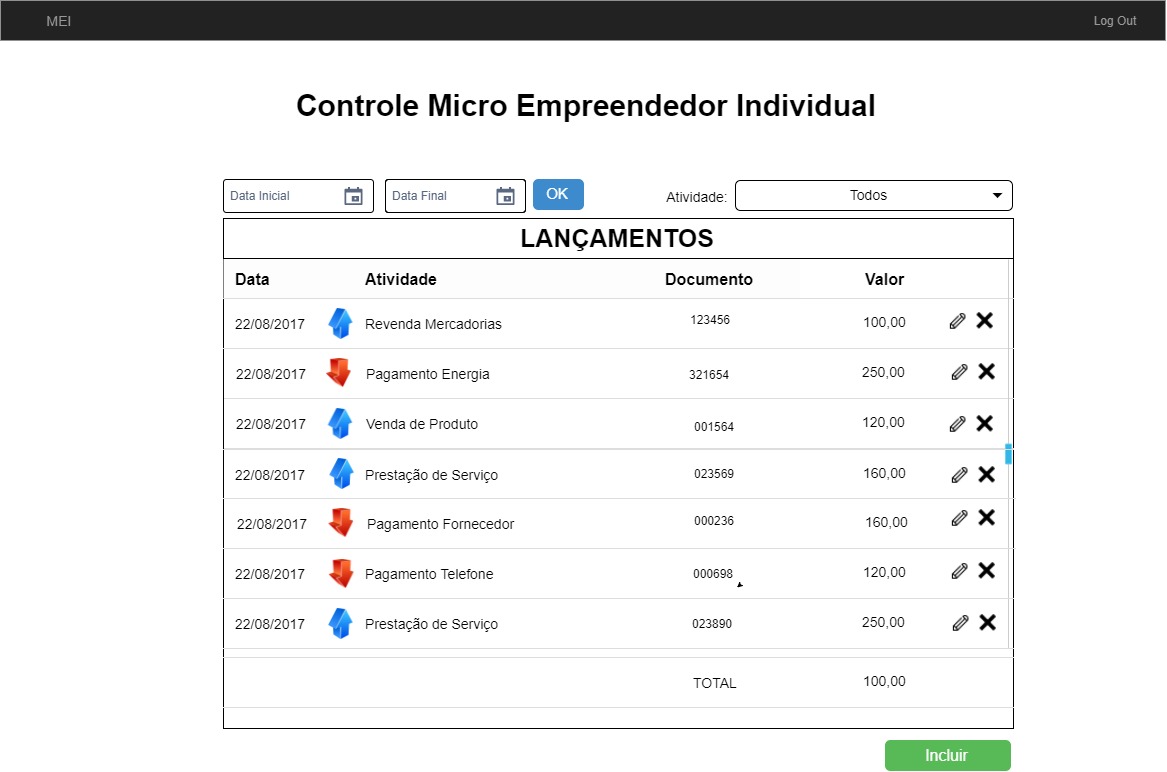 MEI Log Out
Controle Micro Empreendedor Individual
Data Inicial Data Final OK Atividade: Todos
LANÇAMENTOS
Data Atividade Documento Valor
22/08/2017 Revenda Mercadorias 123456 100,00
22/08/2017 Pagamento Energia 321654 250,00
22/08/2017 Venda de Produto 001564 120,00
22/08/2017 Prestação de Serviço 023569 160,00
22/08/2017 Pagamento Fornecedor 000236 160,00
22/08/2017 Pagamento Telefone 000698 120,00
22/08/2017 Prestação de Serviço 023890 250,00
TOTAL 100,00
Incluir